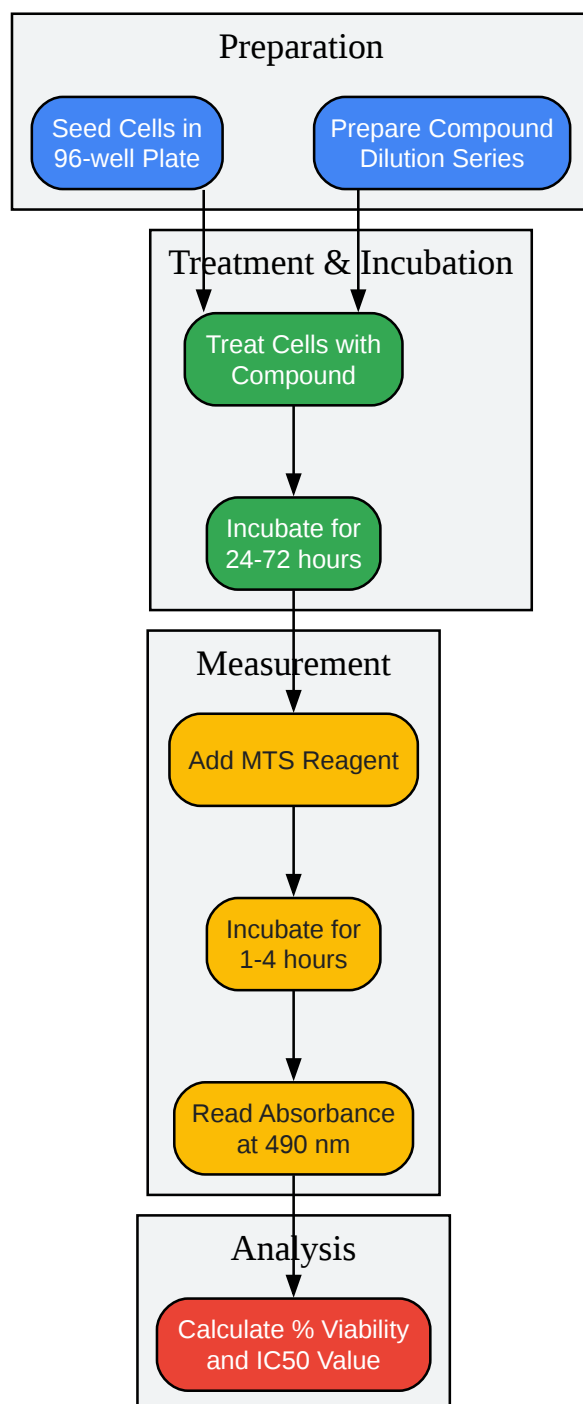 Preparation
Seed Cells in
96-well Plate
Prepare Compound
Dilution Series
Treatment & Incubation
Treat Cells with
Compound
Incubate for
24-72 hours
Measurement
Add MTS Reagent
Incubate for
1-4 hours
Read Absorbance
at 490 nm
Analysis
Calculate % Viability
and IC50 Value